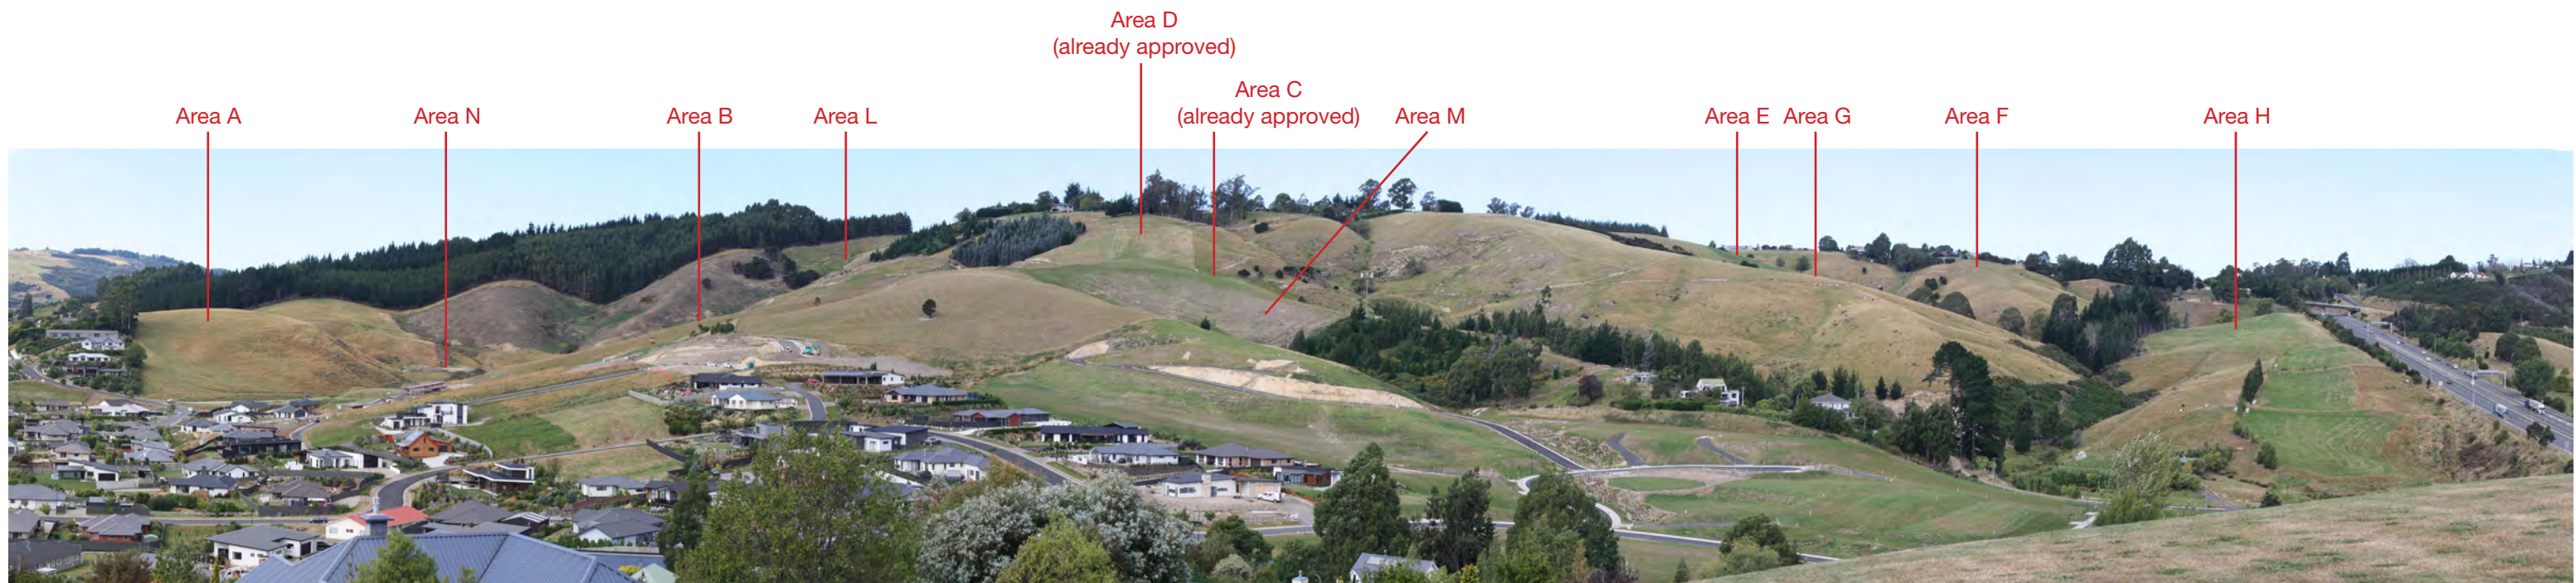 Area D
(already approved)
Area C
(already approved)
Area A
Area N
Area B
Area L
Area M
Area E
Area G
Area F
Area H